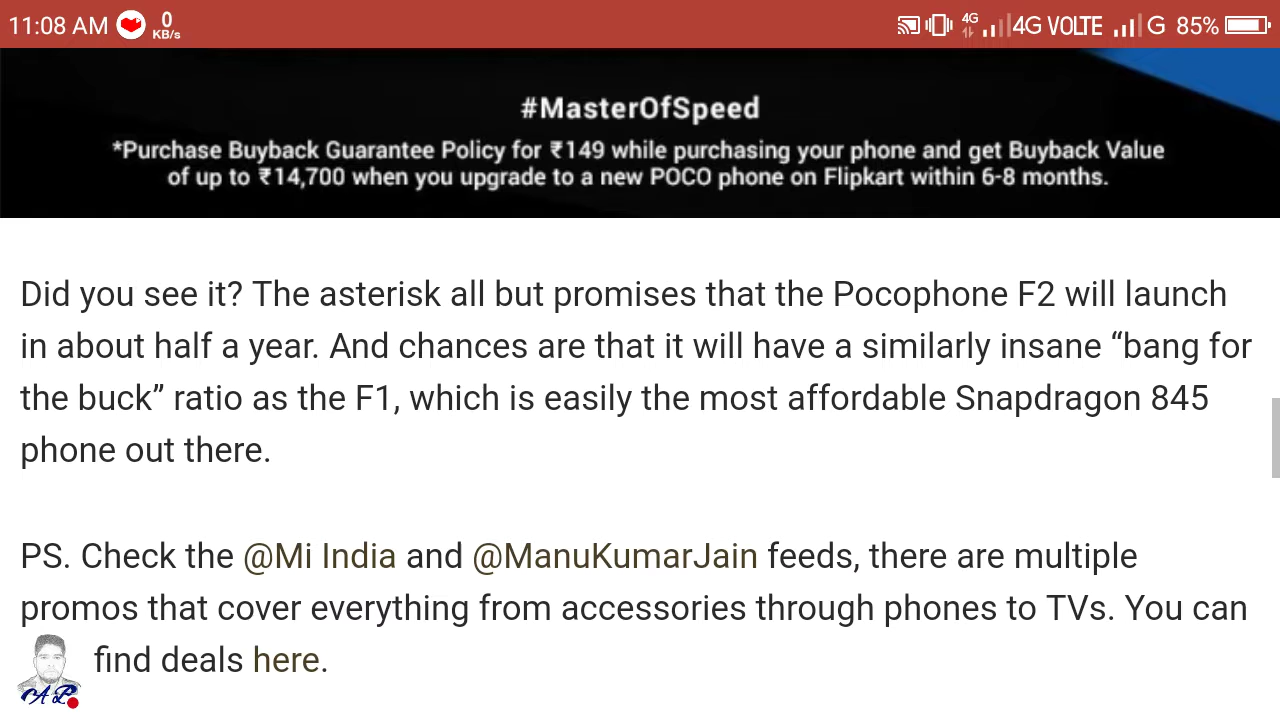 11:08 AM 0 KB/s 4G 4G VOLTE G 85%
#MasterOfSpeed
*Purchase Buyback Guarantee Policy for ₹149 while purchasing your phone and get Buyback Value
of up to ₹14,700 when you upgrade to a new POCO phone on Flipkart within 6-8 months.
Did you see it? The asterisk all but promises that the Pocophone F2 will launch
in about half a year. And chances are that it will have a similarly insane “bang for
the buck” ratio as the F1, which is easily the most affordable Snapdragon 845
phone out there.
PS. Check the @Mi India and @ManuKumarJain feeds, there are multiple
promos that cover everything from accessories through phones to TVs. You can
find deals here.
AP